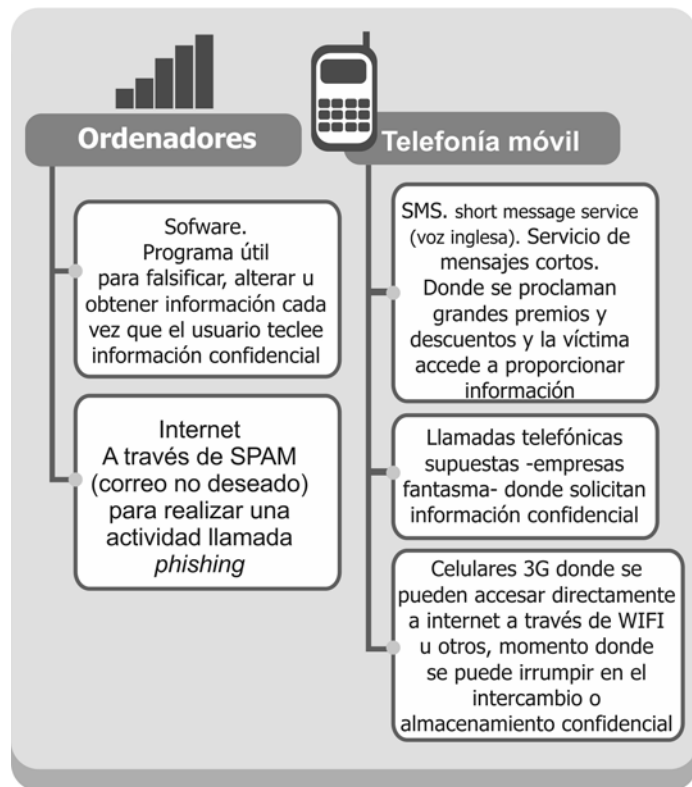 Ordenadores
Sofware.
Programa útil
para falsificar, alterar u
obtener información cada
vez que el usuario teclee
información confidencial
Internet
A través de SPAM
(correo no deseado)
para realizar una
actividad llamada
phishing
Telefonía móvil
SMS. short message service
(voz inglesa). Servicio de
mensajes cortos.
Donde se proclaman
grandes premios y
descuentos y la víctima
accede a proporcionar
información
Llamadas telefónicas
supuestas -empresas
fantasma- donde solicitan
información confidencial
Celulares 3G donde se
pueden accesar directamente
a internet a través de WIFI
u otros, momento donde
se puede irrumpir en el
intercambio o
almacenamiento confidencial